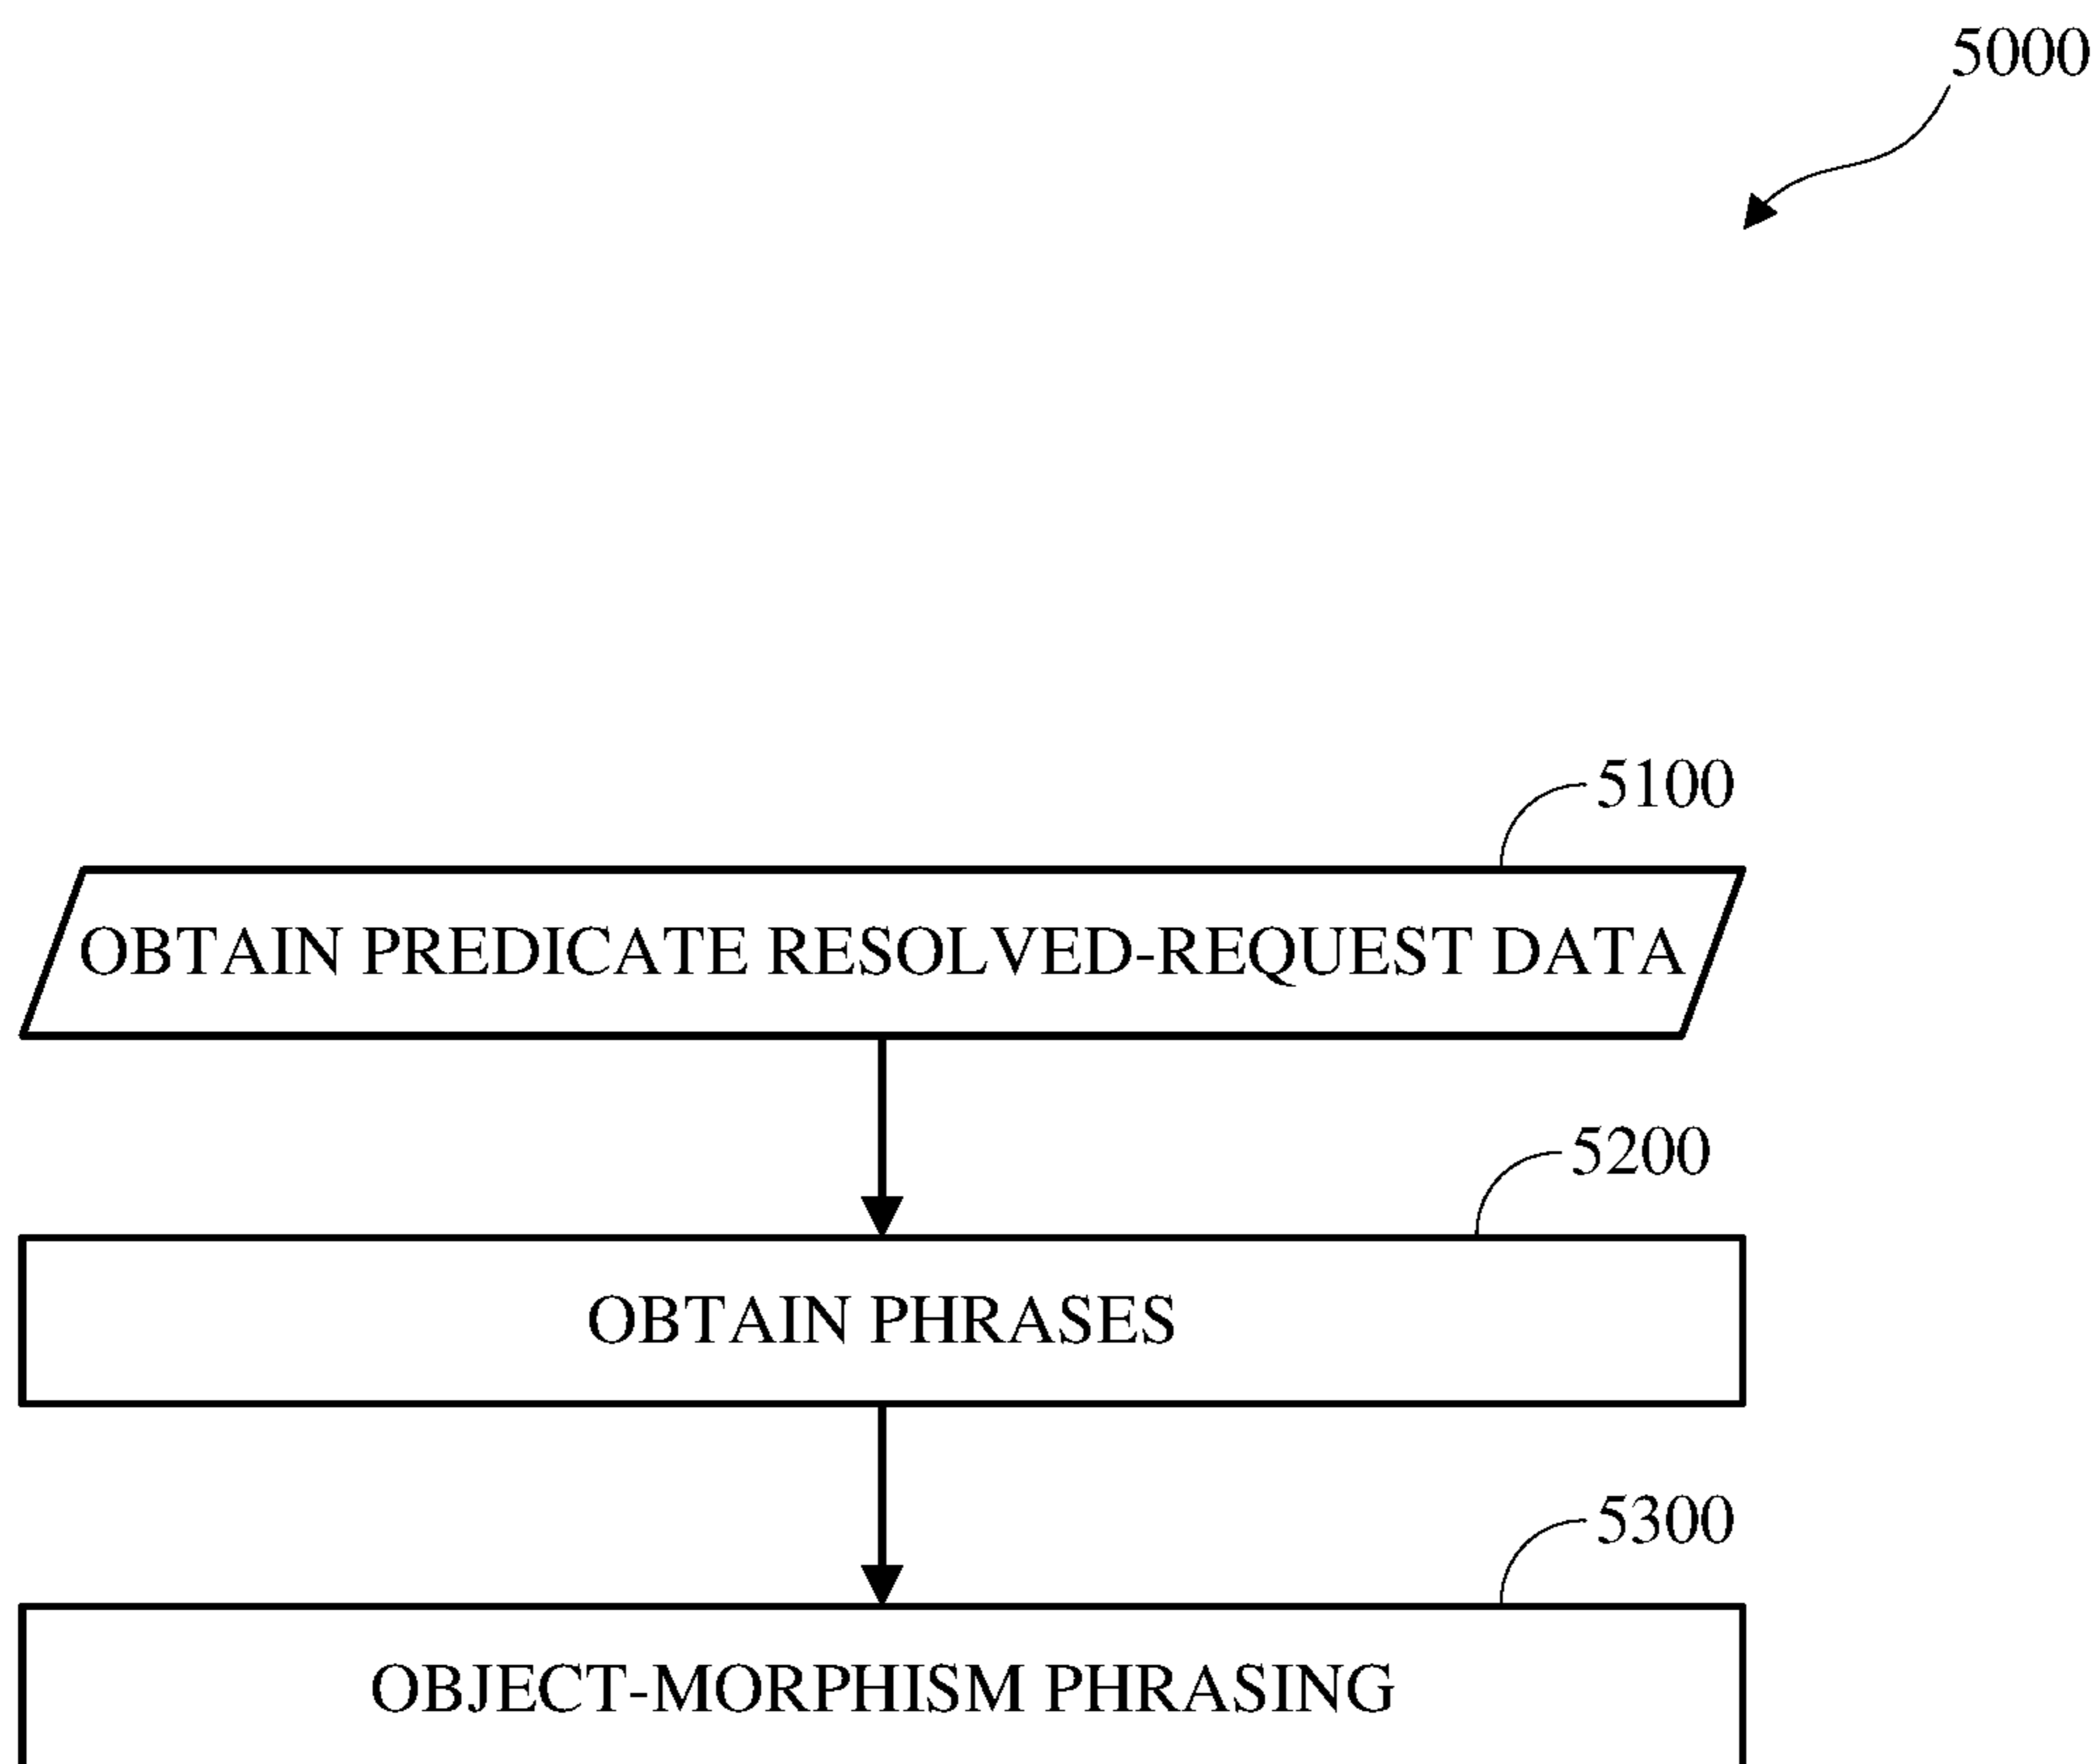 5000
5100
OBTAIN PREDICATE RESOLVED-REQUEST DATA
5200
OBTAIN PHRASES
5300
OBJECT-MORPHISM PHRASING